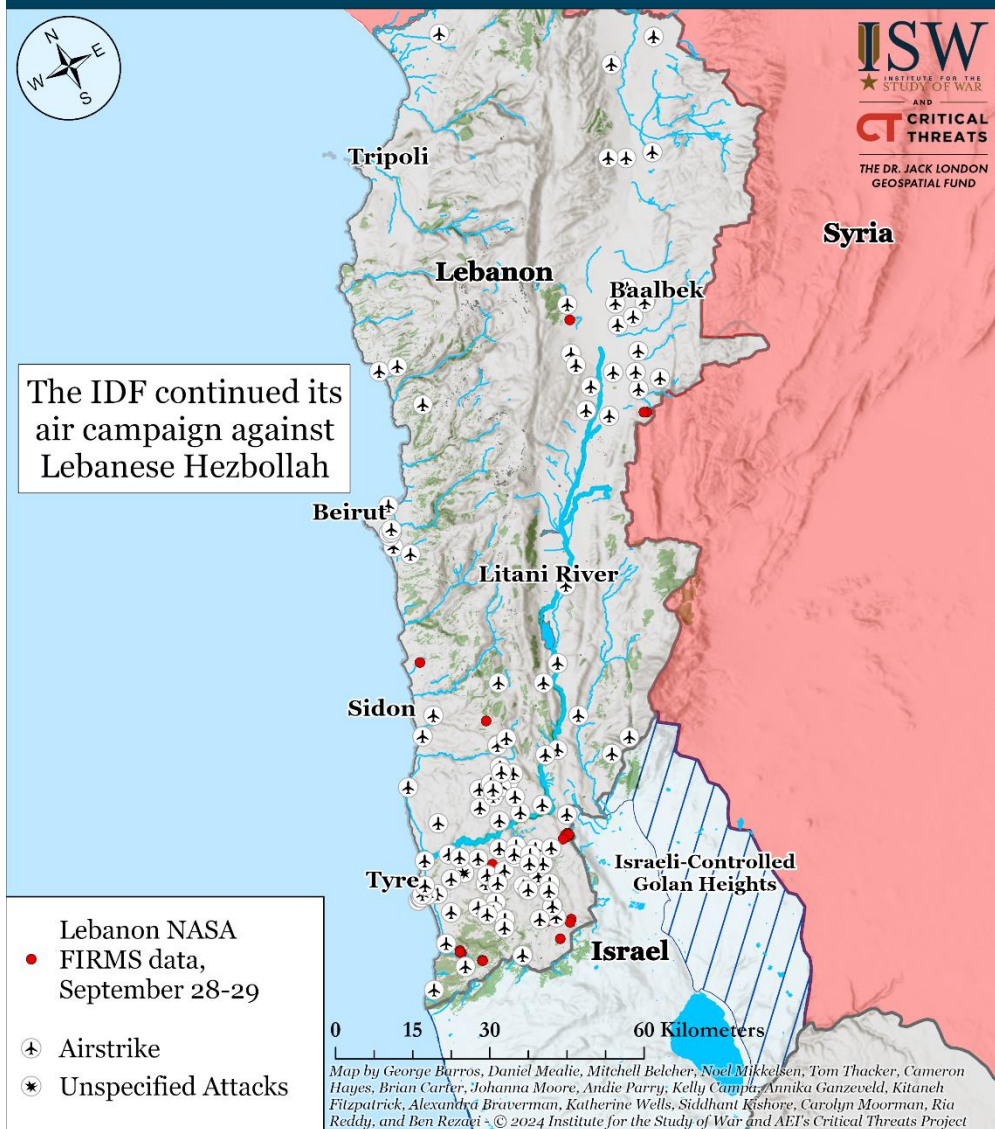 N
E
W
S
ISW
INSTITUTE FOR THE
STUDY OF WAR
AND
CT CRITICAL
THREATS
THE DR. JACK LONDON
GEOSPATIAL FUND
Tripoli
Syria
Lebanon
Baalbek
The IDF continued its
air campaign against
Lebanese Hezbollah
Beirut
Litani River
Sidon
Israeli-Controlled
Golan Heights
Tyre
Israel
Lebanon NASA
FIRMS data,
September 28-29
Airstrike
Unspecified Attacks
0 15 30 60 Kilometers
Map by George Barros, Daniel Mealie, Mitchell Belcher, Noel Mikkelsen, Tom Thacker, Cameron
Hayes, Brian Carter, Johanna Moore, Andie Parry, Kelly Campa, Annika Ganzeveld, Kitaneh
Fitzpatrick, Alexandra Braverman, Katherine Wells, Siddhant Kishore, Carolyn Moorman, Ria
Reddy, and Ben Rezaei - © 2024 Institute for the Study of War and AEI's Critical Threats Project